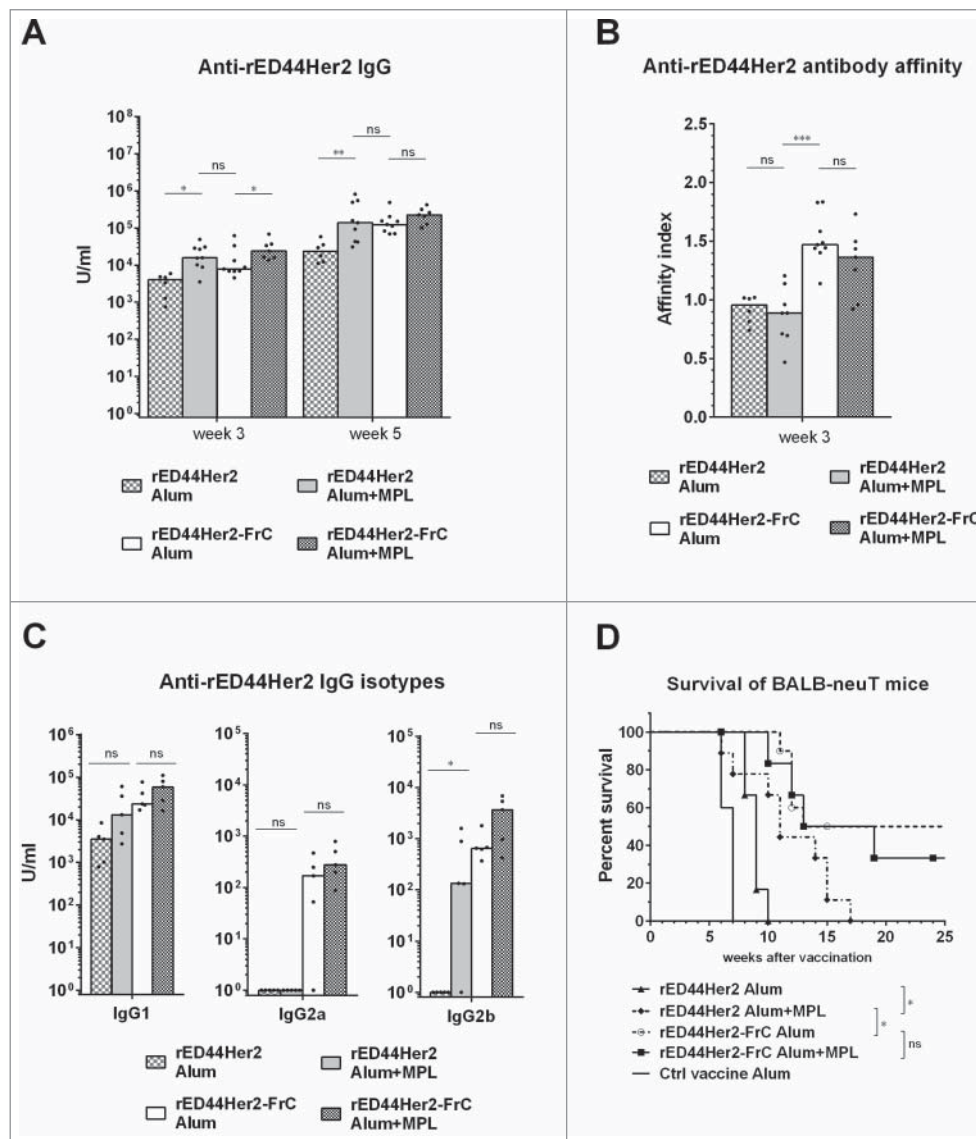 A
Anti-rED44Her2 IgG
10⁸
10⁷
10⁶
10⁵
10⁴
10³
10²
10¹
10⁰
U/ml
ns
**
ns
*
ns
*
week 3
week 5
rED44Her2
Alum
rED44Her2
Alum+MPL
rED44Her2-FrC
Alum
rED44Her2-FrC
Alum+MPL
B
Anti-rED44Her2 antibody affinity
2.5
2.0
1.5
1.0
0.5
0.0
Affinity index
***
ns
ns
week 3
rED44Her2
Alum
rED44Her2
Alum+MPL
rED44Her2-FrC
Alum
rED44Her2-FrC
Alum+MPL
C
Anti-rED44Her2 IgG isotypes
U/ml
10⁶
10⁵
10⁴
10³
10²
10¹
10⁰
ns
ns
IgG1
10⁵
10⁴
10³
10²
10¹
10⁰
ns
ns
IgG2a
10⁵
10⁴
10³
10²
10¹
10⁰
*
ns
IgG2b
rED44Her2
Alum
rED44Her2
Alum+MPL
rED44Her2-FrC
Alum
rED44Her2-FrC
Alum+MPL
D
Survival of BALB-neuT mice
Percent survival
100
80
60
40
20
0
0
5
10
15
20
25
weeks after vaccination
rED44Her2 Alum
rED44Her2 Alum+MPL
rED44Her2-FrC Alum
rED44Her2-FrC Alum+MPL
Ctrl vaccine Alum
*
*
ns